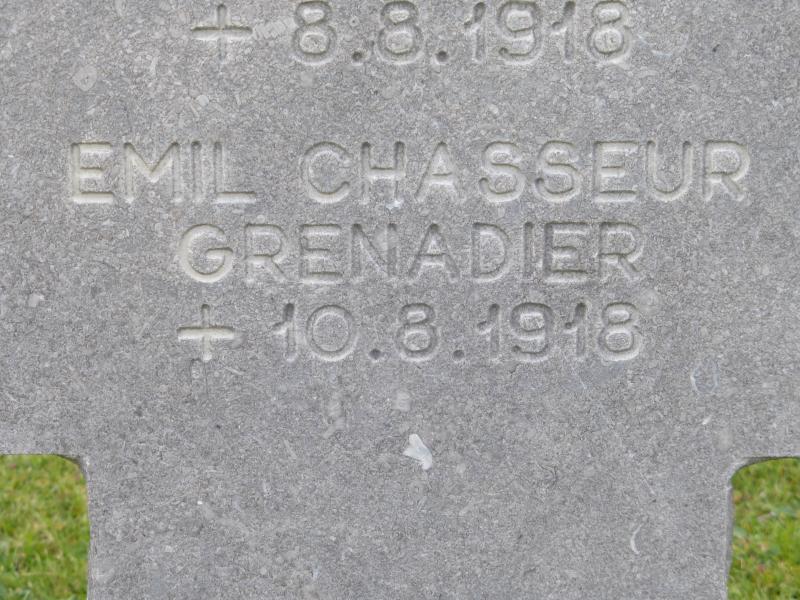 + 8.8.1918
EMIL CHASSEUR
GRENADIER
+ 10.8.1918